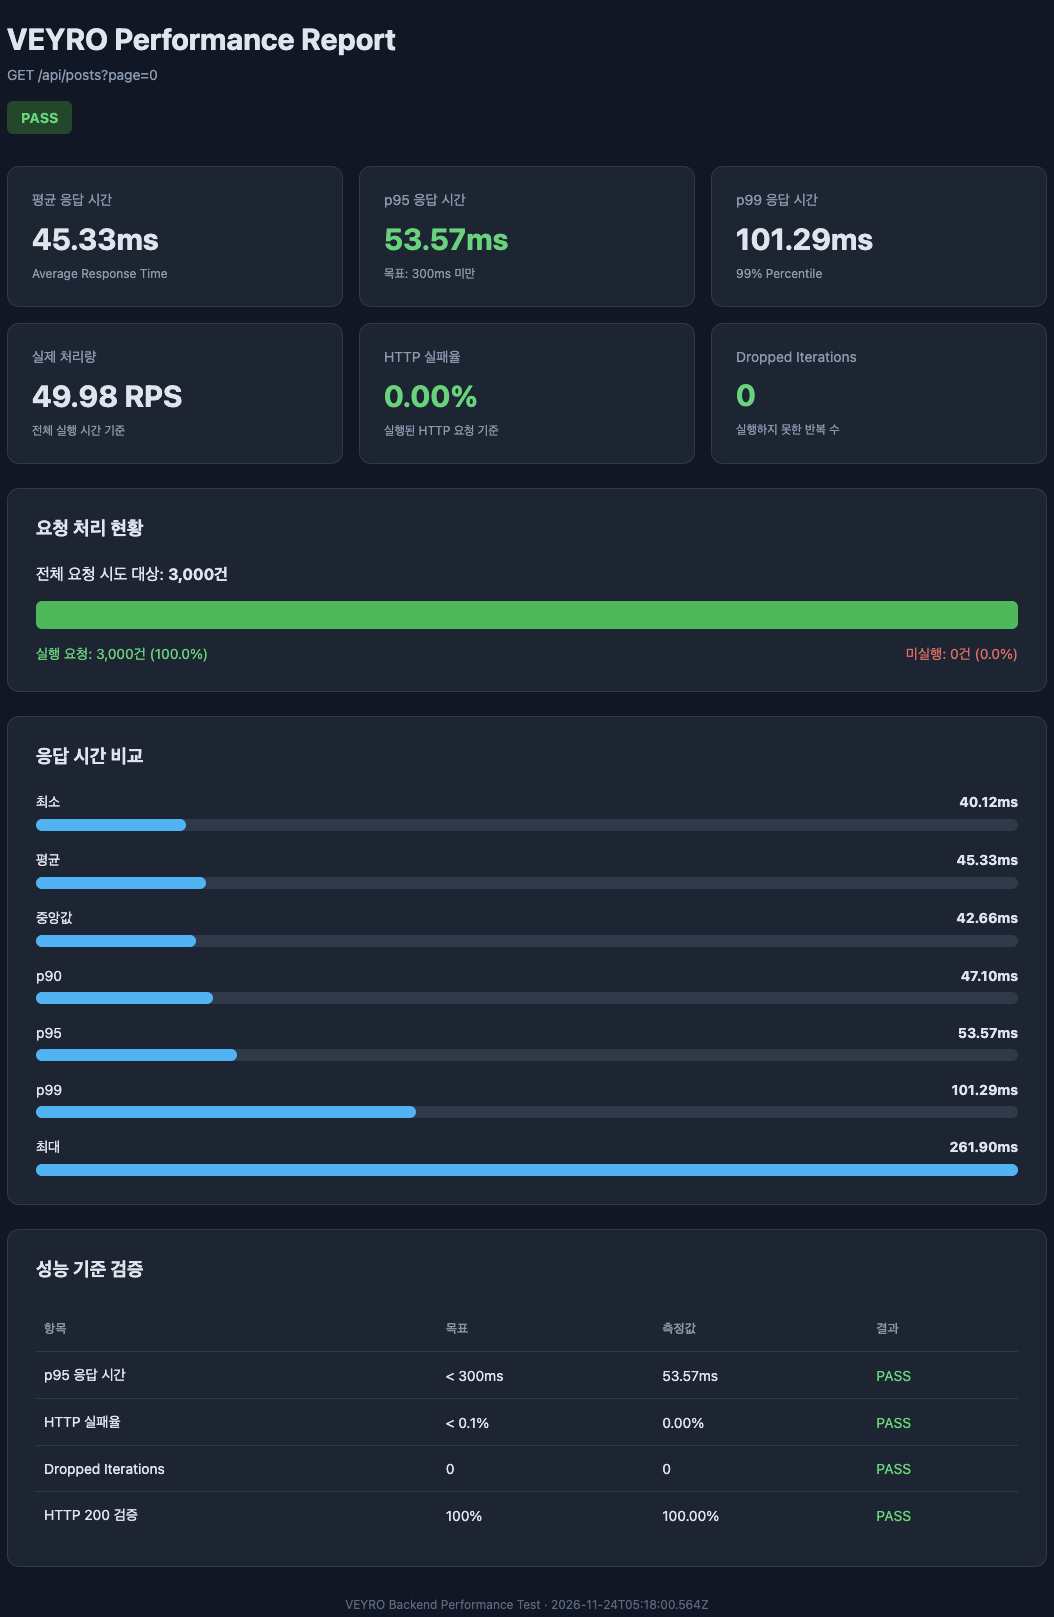 VEYRO Performance Report
GET /api/posts?page=0
PASS
평균 응답 시간
45.33ms
Average Response Time
p95 응답 시간
53.57ms
목표: 300ms 미만
p99 응답 시간
101.29ms
99% Percentile
실제 처리량
49.98 RPS
전체 실행 시간 기준
HTTP 실패율
0.00%
실행된 HTTP 요청 기준
Dropped Iterations
0
실행하지 못한 반복 수
요청 처리 현황
전체 요청 시도 대상: 3,000건
실행 요청: 3,000건 (100.0%) 미실행: 0건 (0.0%)
응답 시간 비교
최소 40.12ms
평균 45.33ms
중앙값 42.66ms
p90 47.10ms
p95 53.57ms
p99 101.29ms
최대 261.90ms
성능 기준 검증
항목 목표 측정값 결과
p95 응답 시간 < 300ms 53.57ms PASS
HTTP 실패율 < 0.1% 0.00% PASS
Dropped Iterations 0 0 PASS
HTTP 200 검증 100% 100.00% PASS
VEYRO Backend Performance Test · 2026-11-24T05:18:00.564Z